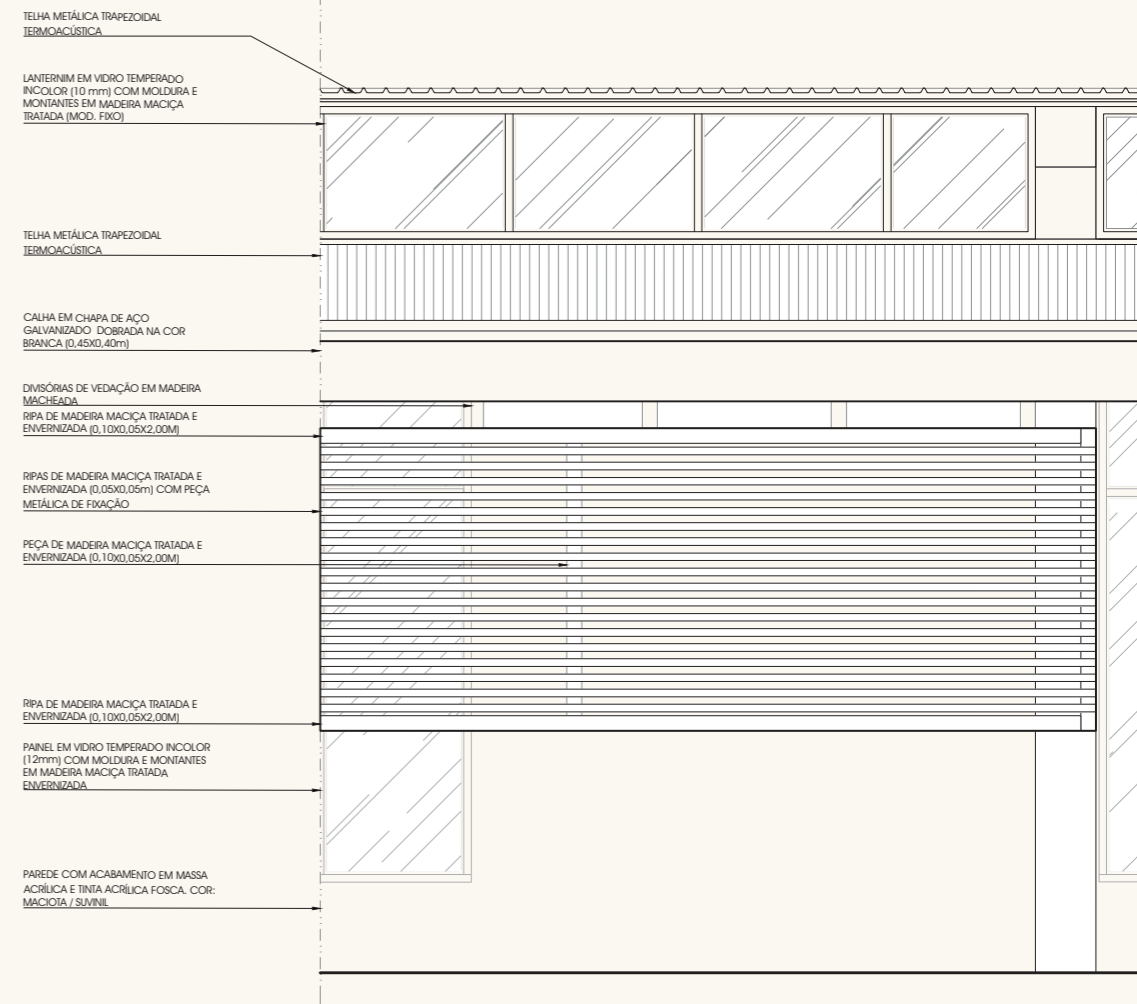 TELHA METÁLICA TRAPEZOIDAL
TERMOACÚSTICA
LANTERNIM EM VIDRO TEMPERADO
INCOLOR (10 mm) COM MOLDURA E
MONTANTES EM MADEIRA MACIÇA
TRATADA (MOD. FIXO)
TELHA METÁLICA TRAPEZOIDAL
TERMOACÚSTICA
CALHA EM CHAPA DE AÇO
GALVANIZADO DOBRADA NA COR
BRANCA (0,45X0,40m)
DIVISÓRIAS DE VEDAÇÃO EM MADEIRA
MACHEADA
RIPA DE MADEIRA MACIÇA TRATADA E
ENVERNIZADA (0,10X0,05X2,00M)
RIPAS DE MADEIRA MACIÇA TRATADA E
ENVERNIZADA (0,05X0,05m) COM PEÇA
METÁLICA DE FIXAÇÃO
PEÇA DE MADEIRA MACIÇA TRATADA E
ENVERNIZADA (0,10X0,05X2,00M)
RIPA DE MADEIRA MACIÇA TRATADA E
ENVERNIZADA (0,10X0,05X2,00M)
PAINEL EM VIDRO TEMPERADO INCOLOR
(12mm) COM MOLDURA E MONTANTES
EM MADEIRA MACIÇA TRATADA
ENVERNIZADA
PAREDE COM ACABAMENTO EM MASSA
ACRÍLICA E TINTA ACRÍLICA FOSCA. COR:
MACIOTA / SUVINIL